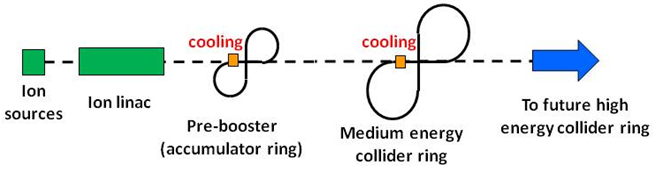 cooling
cooling
Ion
sources
Ion linac
Pre-booster
(accumulator ring)
Medium energy
collider ring
To future high
energy collider ring